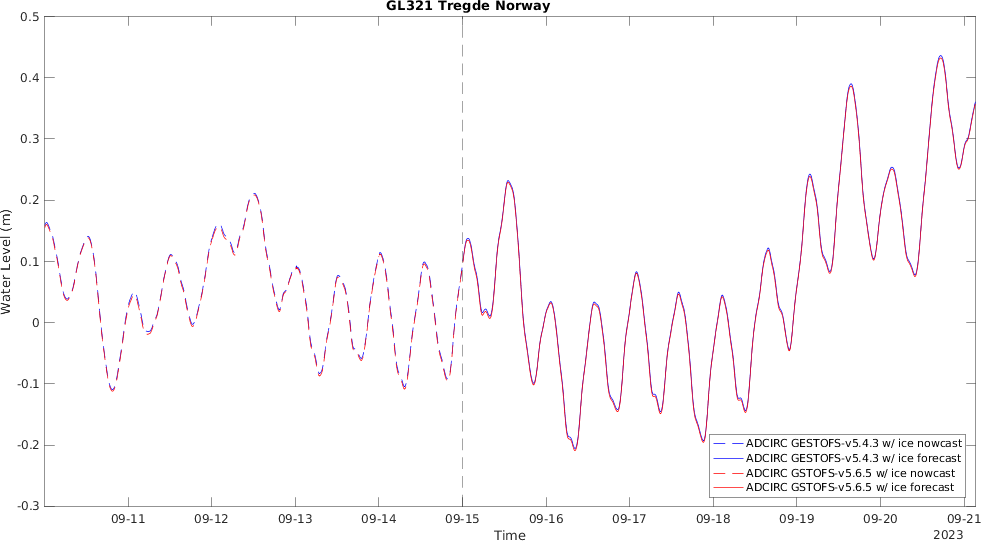 GL321 Tregde Norway
0.5
0.4
0.3
0.2
0.1
0
-0.1
-0.2
-0.3
Water Level (m)
ADCIRC GESTOFS-v5.4.3 w/ ice nowcast
ADCIRC GESTOFS-v5.4.3 w/ ice forecast
ADCIRC GSTOFS-v5.6.5 w/ ice nowcast
ADCIRC GSTOFS-v5.6.5 w/ ice forecast
09-11 09-12 09-13 09-14 09-15 09-16 09-17 09-18 09-19 09-20 09-21
Time
2023